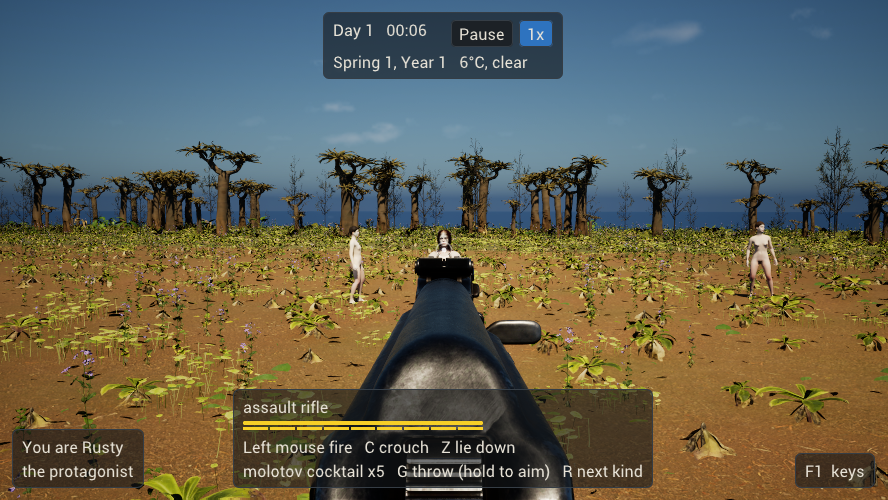 Day 1 00:06 Pause 1x
Spring 1, Year 1 6°C, clear
assault rifle
Left mouse fire C crouch Z lie down
molotov cocktail x5 G throw (hold to aim) R next kind
You are Rusty
the protagonist
F1 keys